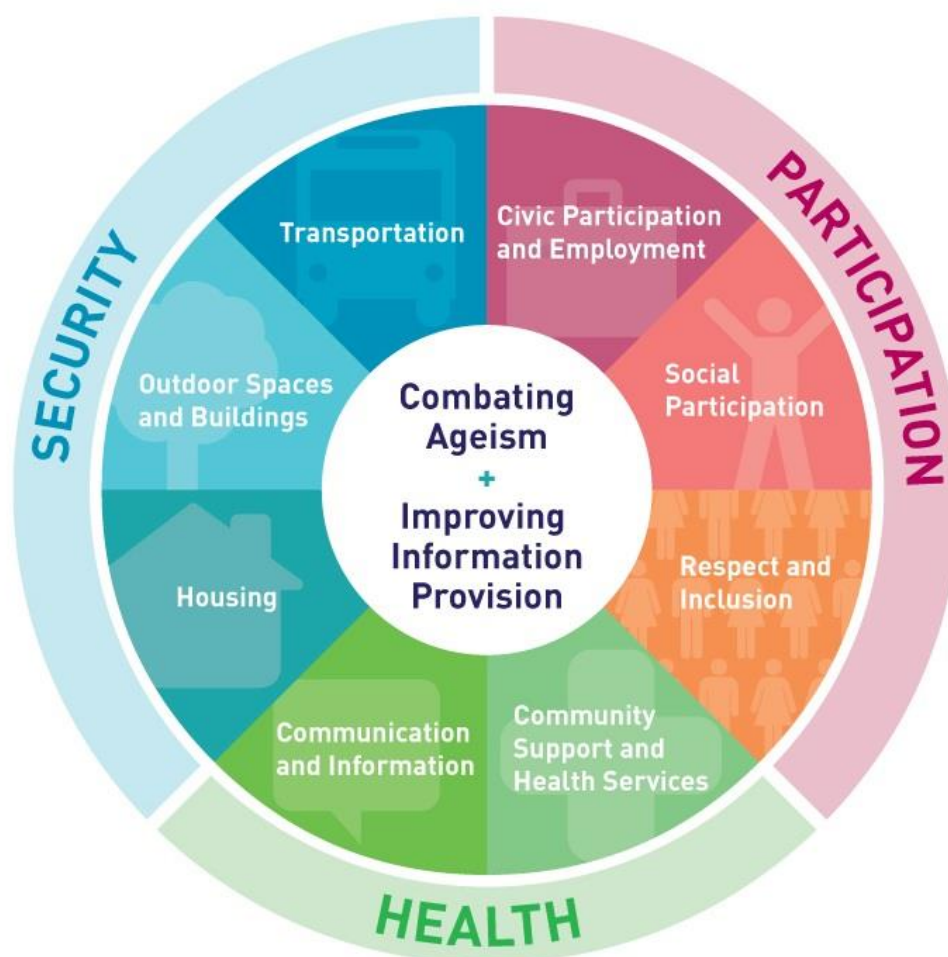 SECURITY
PARTICIPATION
HEALTH
Transportation
Civic Participation
and Employment
Outdoor Spaces
and Buildings
Social
Participation
Combating
Ageism
+
Improving
Information
Provision
Housing
Respect and
Inclusion
Communication
and Information
Community
Support and
Health Services